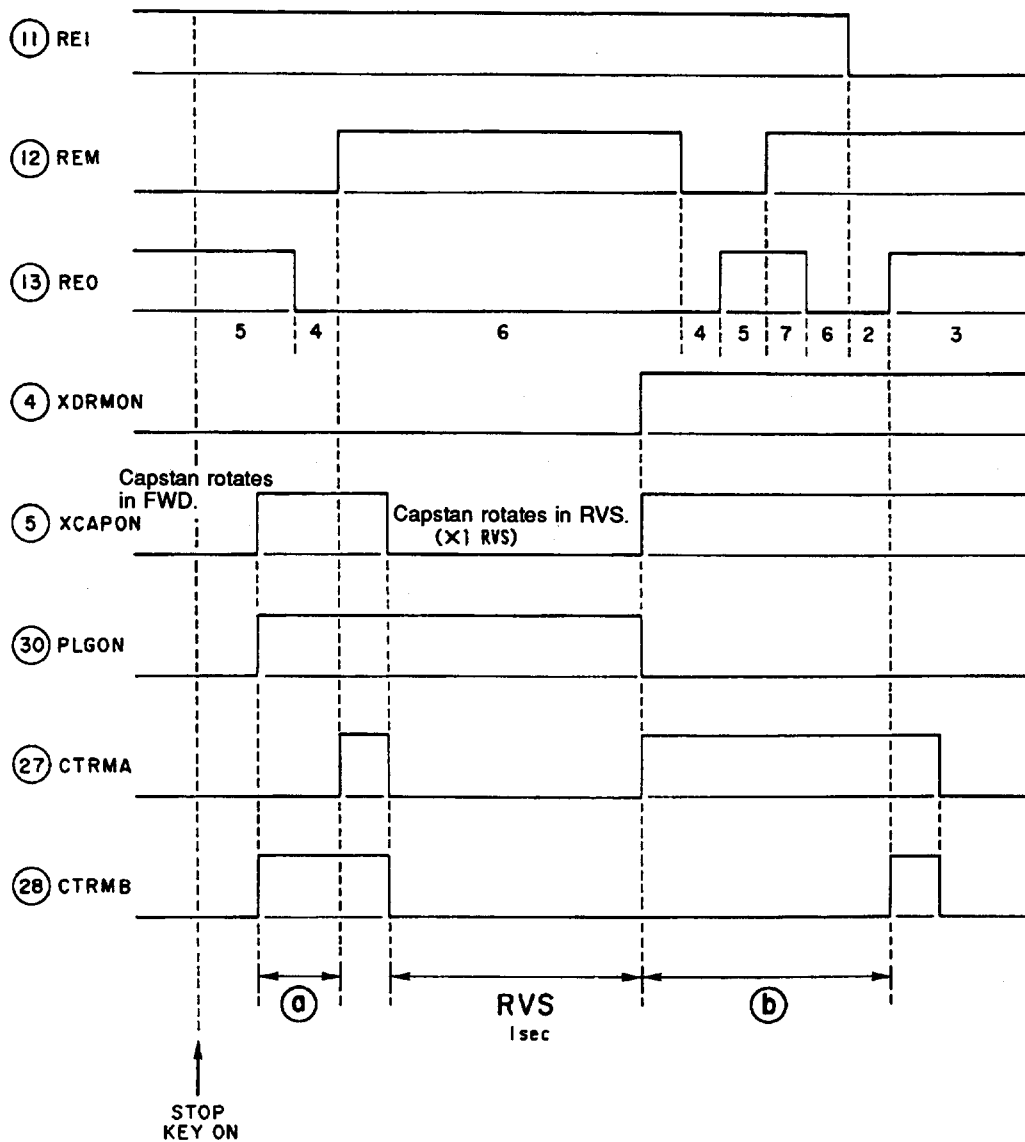 11 RE1
12 REM
13 REO
5 4 6 4 5 7 6 2 3
4 XDRMON
Capstan rotates
in FWD.
5 XCAPON
Capstan rotates in RVS.
(×1 RVS)
30 PLGON
27 CTRMA
28 CTRMB
a
RVS
1sec
b
STOP
KEY ON